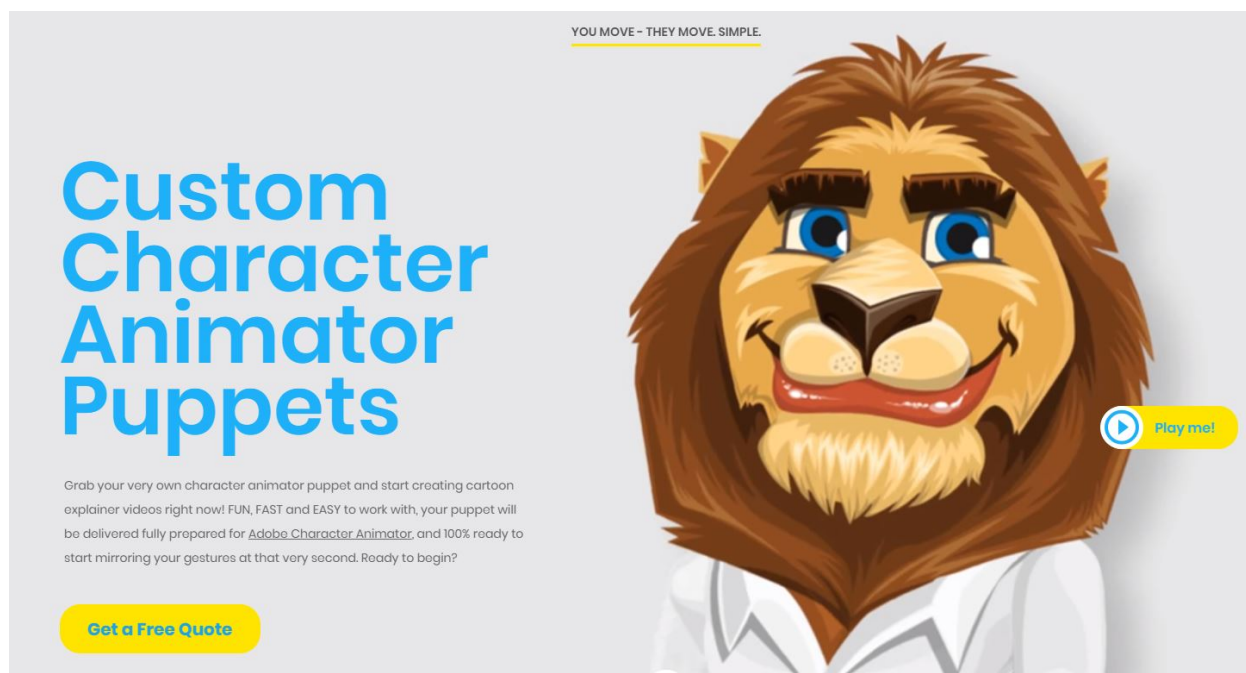 YOU MOVE - THEY MOVE. SIMPLE.
Custom
Character
Animator
Puppets
Grab your very own character animator puppet and start creating cartoon
explainer videos right now! FUN, FAST and EASY to work with, your puppet will
be delivered fully prepared for Adobe Character Animator, and 100% ready to
start mirroring your gestures at that very second. Ready to begin?
Get a Free Quote
Play me!